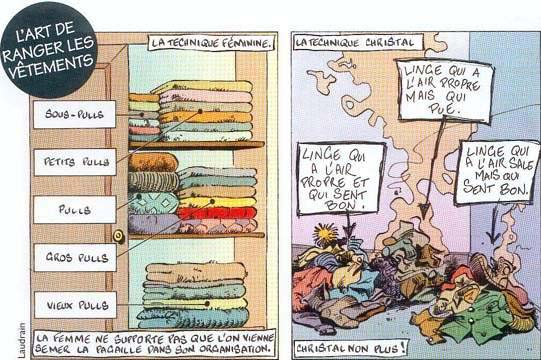 L'ART DE
RANGER LES
VÊTEMENTS
LA TECHNIQUE FÉMININE.
SOUS-PULLS
PETITS PULLS
PULLS
GROS PULLS
VIEUX PULLS
LA FEMME NE SUPPORTE PAS QUE L'ON VIENNE
SEMER LA PAGAILLE DANS SON ORGANISATION.
Laudrain
LA TECHNIQUE CHRISTAL
LINGE QUI A
L'AIR PROPRE
MAIS QUI
PUE.
LINGE QUI
A L'AIR
PROPRE ET
QUI SENT
BON.
LINGE QUI
A L'AIR SALE
MAIS QUI
SENT BON.
CHRISTAL NON PLUS!